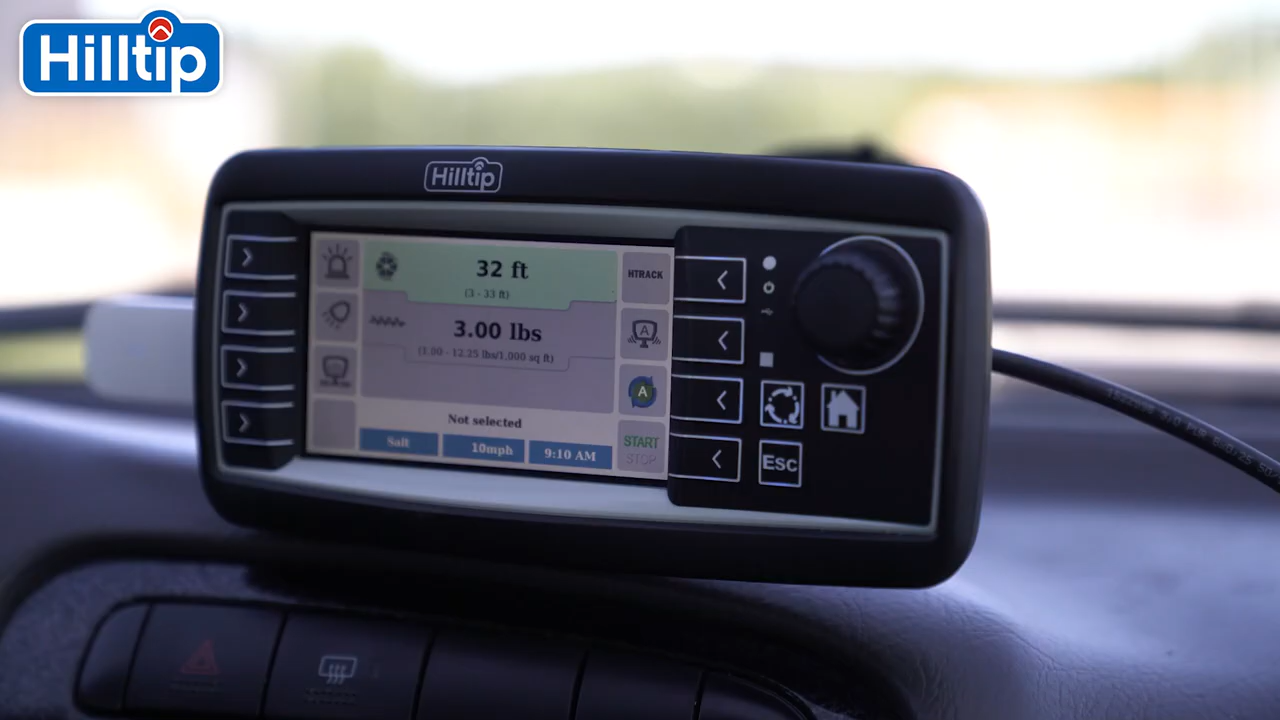 Hilltip
Hilltip
32 ft
(3 - 33 ft)
HTRACK
3.00 lbs
(1.00 - 12.25 lbs/1,000 sq ft)
A
A
Not selected
START
STOP
Salt
10mph
9:10 AM
ESC